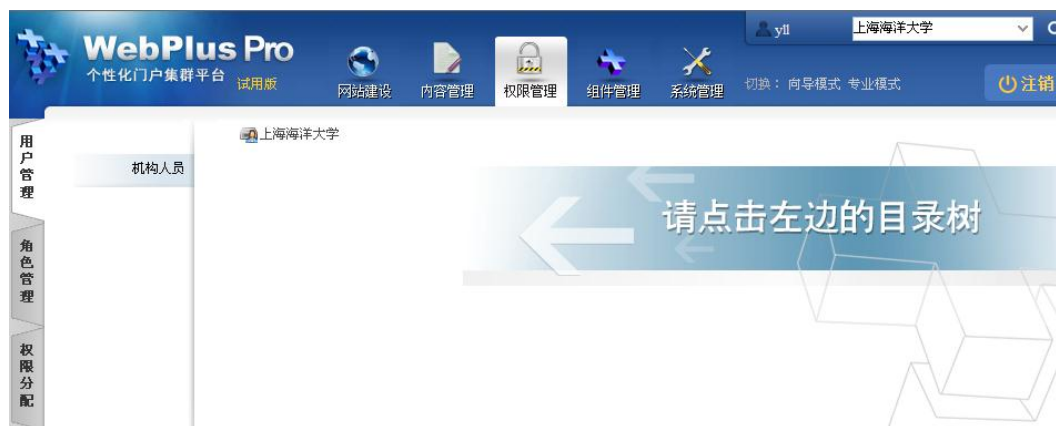 WebPlus Pro
个性化门户集群平台 试用版
网站建设
内容管理
权限管理
组件管理
系统管理
yll
上海海洋大学
切换： 向导模式 专业模式
注销
用户管理
角色管理
权限分配
机构人员
上海海洋大学
请点击左边的目录树